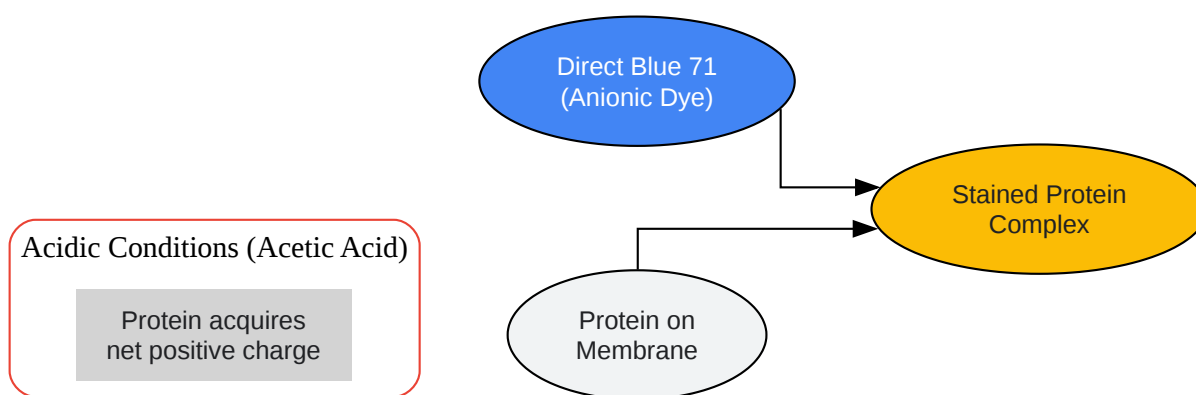 Direct Blue 71
(Anionic Dye)
Stained Protein
Complex
Acidic Conditions (Acetic Acid)
Protein acquires
net positive charge
Protein on
Membrane